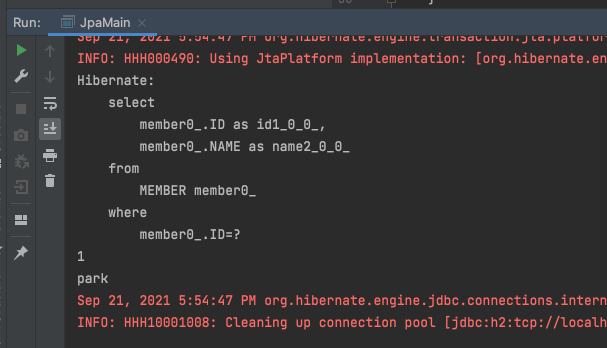 Run: JpaMain
Sep 21, 2021 5:54:47 PM org.hibernate.engine.transaction.jta.platfor
INFO: HHH000490: Using JtaPlatform implementation: [org.hibernate.en
Hibernate:
select
member0_.ID as id1_0_0_,
member0_.NAME as name2_0_0_
from
MEMBER member0_
where
member0_.ID=?
1
park
Sep 21, 2021 5:54:47 PM org.hibernate.engine.jdbc.connections.intern
INFO: HHH10001008: Cleaning up connection pool [jdbc:h2:tcp://localh